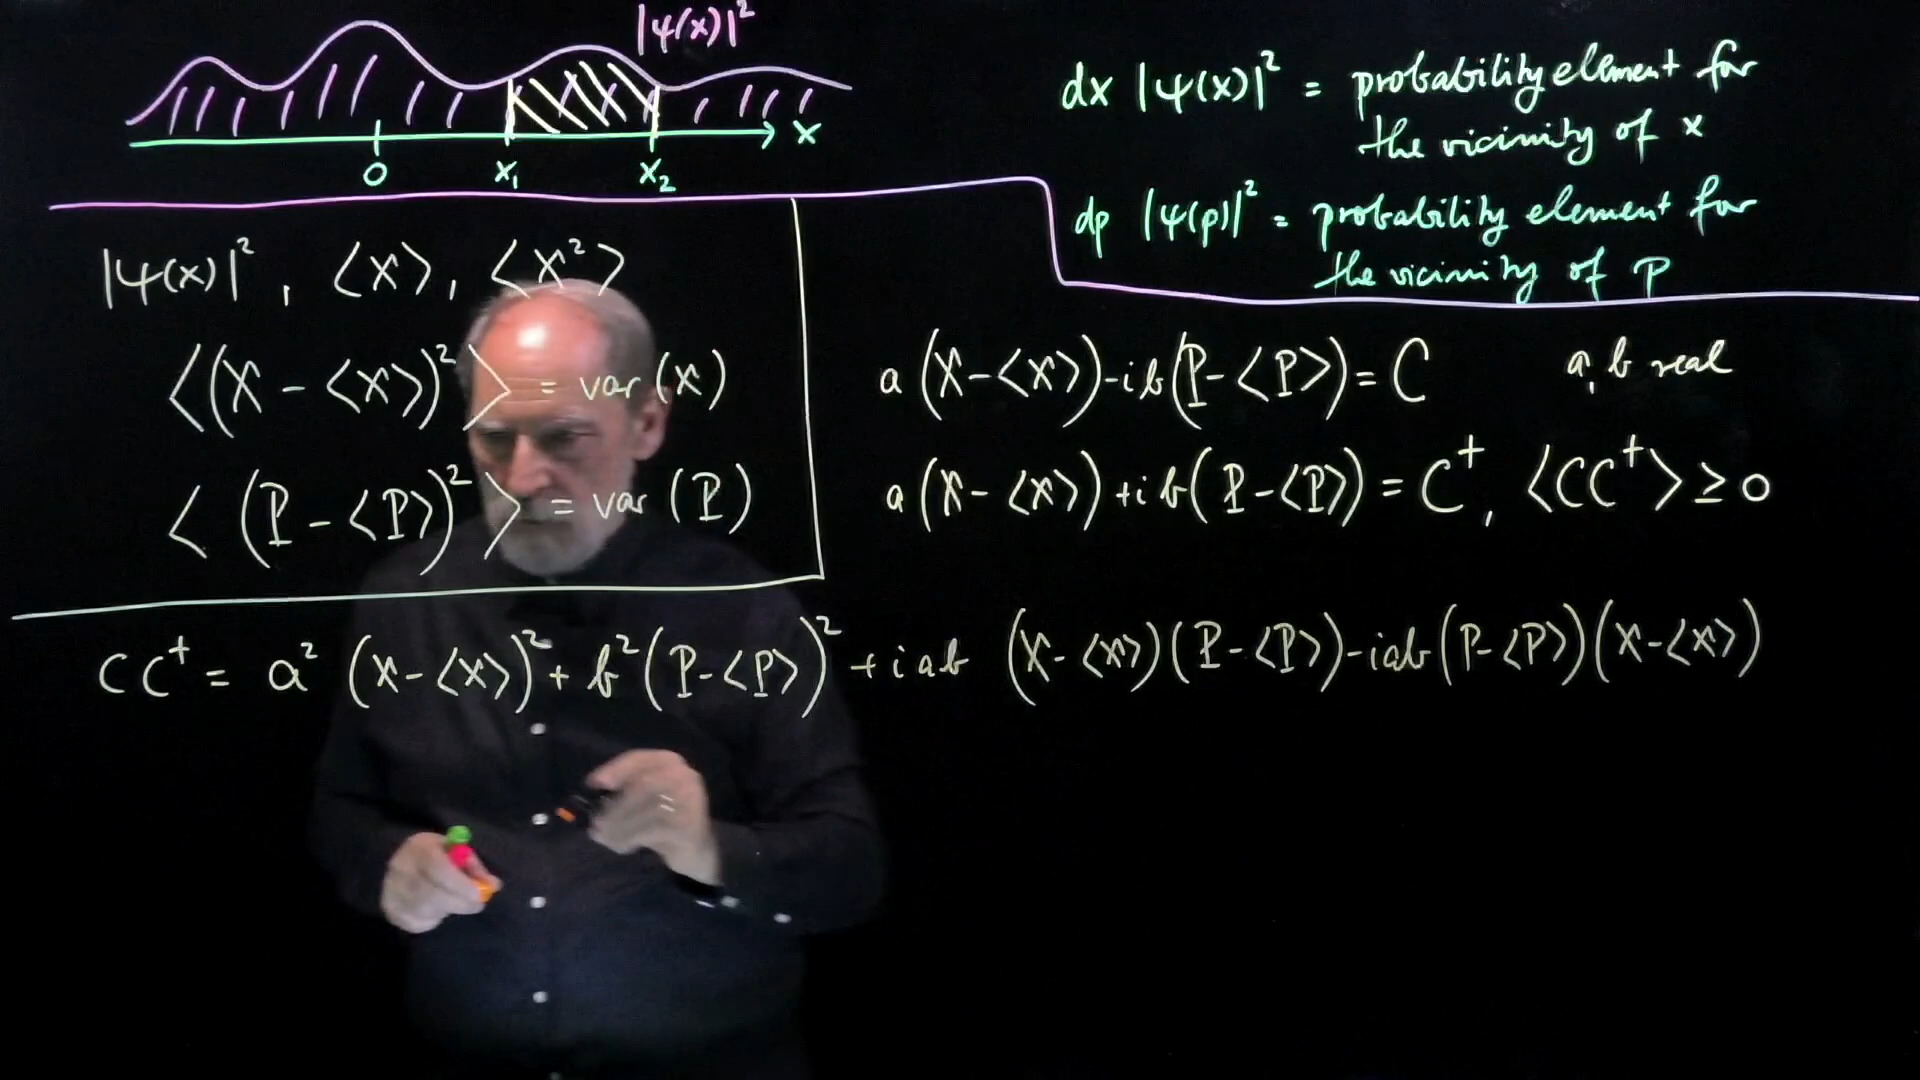 |ψ(x)|²
0 x₁ x₂ x
dx |ψ(x)|² = probability element for
the vicinity of x
dp |ψ(p)|² = probability element for
the vicinity of p
|ψ(x)|², ⟨X⟩, ⟨X²⟩
⟨(X - ⟨X⟩)²⟩ = var(X)
⟨(P - ⟨P⟩)²⟩ = var(P)
a(X-⟨X⟩)-ib(P-⟨P⟩) = C a, b real
a(X-⟨X⟩)+ib(P-⟨P⟩) = C†, ⟨CC†⟩ ≥ 0
CC† = a²(X-⟨X⟩)² + b²(P-⟨P⟩)² + iab (X-⟨X⟩)(P-⟨P⟩)-iab(P-⟨P⟩)(X-⟨X⟩)